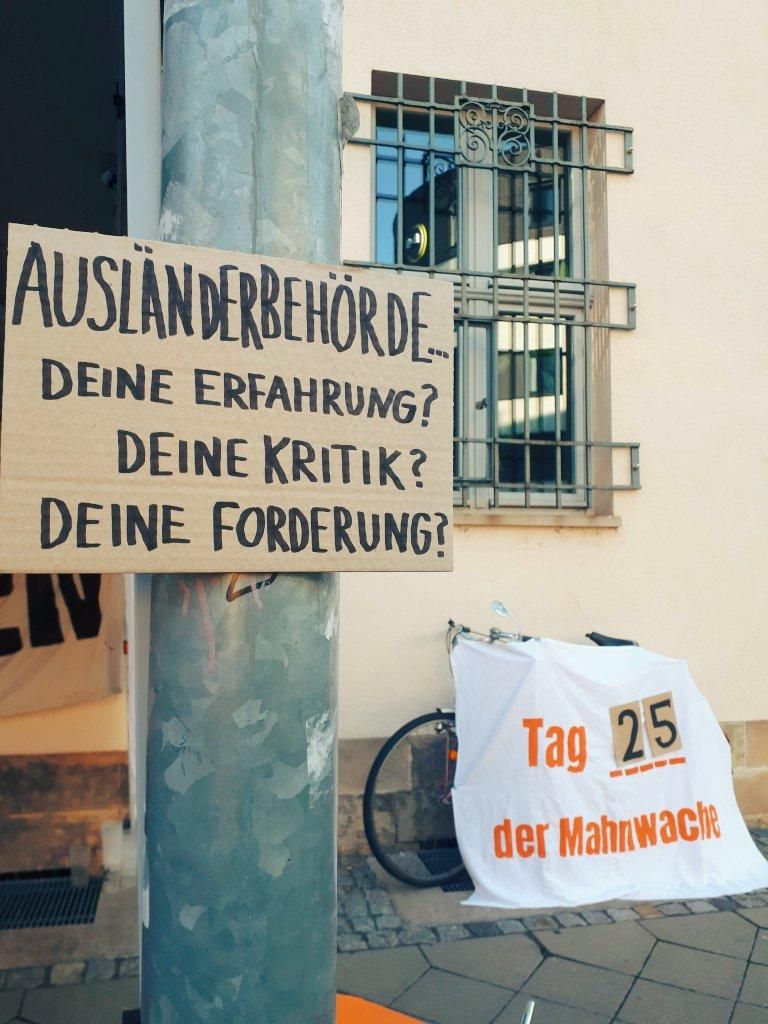 AUSLÄNDERBEHÖRDE...
DEINE ERFAHRUNG?
DEINE KRITIK?
DEINE FORDERUNG?
Tag 25
der Mahnwache